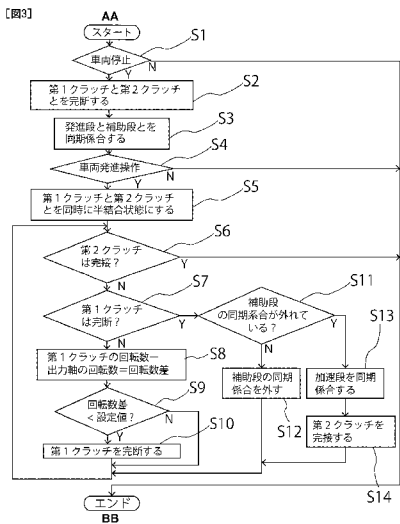 [図3]
AA
スタート
S1
車両停止
N
Y
S2
第1クラッチと第2クラッチ
とを完断する
S3
発進段と補助段とを
同期係合する
S4
車両発進操作
N
Y
S5
第1クラッチと第2クラッチ
とを同時に半結合状態にする
S6
第2クラッチ
は完接?
Y
N
S7
第1クラッチ
は完断?
Y
N
S11
補助段
の同期係合が外れて
いる?
Y
N
S8
第1クラッチの回転数ー
出力軸の回転数=回転数差
S13
加速段を同期
係合する
補助段の同期
係合を外す
S12
S9
回転数差
<設定値?
N
Y
S10
第1クラッチを完断する
第2クラッチを
完接する
S14
エンド
BB